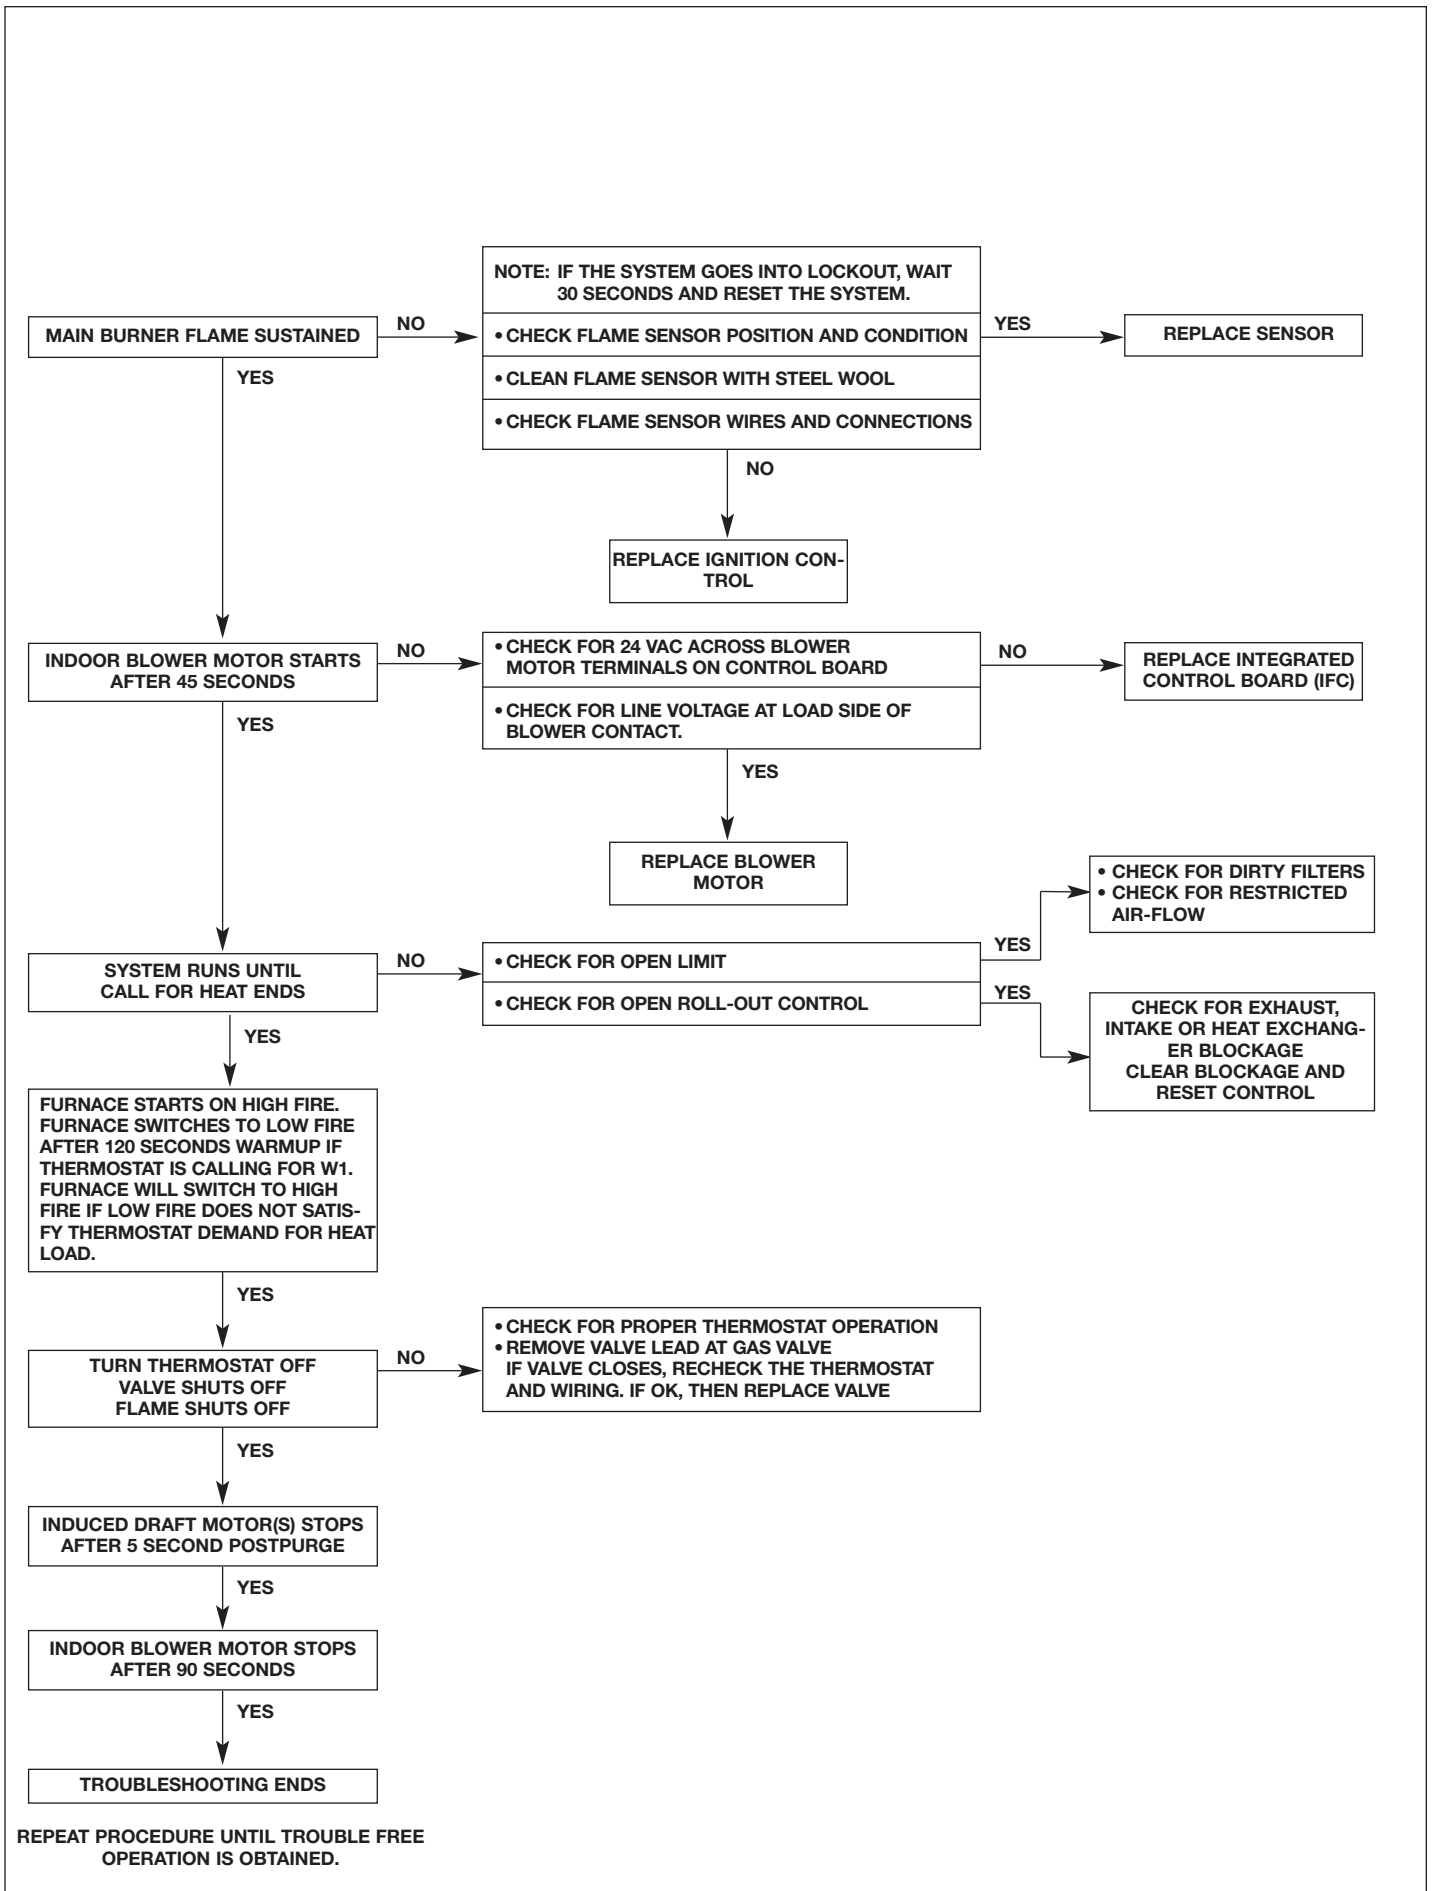 NOTE: IF THE SYSTEM GOES INTO LOCKOUT, WAIT
30 SECONDS AND RESET THE SYSTEM.
MAIN BURNER FLAME SUSTAINED
NO
• CHECK FLAME SENSOR POSITION AND CONDITION
YES
REPLACE SENSOR
YES
• CLEAN FLAME SENSOR WITH STEEL WOOL
• CHECK FLAME SENSOR WIRES AND CONNECTIONS
NO
REPLACE IGNITION CON-
TROL
INDOOR BLOWER MOTOR STARTS
AFTER 45 SECONDS
NO
• CHECK FOR 24 VAC ACROSS BLOWER
MOTOR TERMINALS ON CONTROL BOARD
NO
REPLACE INTEGRATED
CONTROL BOARD (IFC)
YES
• CHECK FOR LINE VOLTAGE AT LOAD SIDE OF
BLOWER CONTACT.
YES
REPLACE BLOWER
MOTOR
• CHECK FOR DIRTY FILTERS
• CHECK FOR RESTRICTED
AIR-FLOW
SYSTEM RUNS UNTIL
CALL FOR HEAT ENDS
NO
• CHECK FOR OPEN LIMIT
YES
• CHECK FOR OPEN ROLL-OUT CONTROL
YES
CHECK FOR EXHAUST,
INTAKE OR HEAT EXCHANG-
ER BLOCKAGE
CLEAR BLOCKAGE AND
RESET CONTROL
YES
FURNACE STARTS ON HIGH FIRE.
FURNACE SWITCHES TO LOW FIRE
AFTER 120 SECONDS WARMUP IF
THERMOSTAT IS CALLING FOR W1.
FURNACE WILL SWITCH TO HIGH
FIRE IF LOW FIRE DOES NOT SATIS-
FY THERMOSTAT DEMAND FOR HEAT
LOAD.
YES
TURN THERMOSTAT OFF
VALVE SHUTS OFF
FLAME SHUTS OFF
NO
• CHECK FOR PROPER THERMOSTAT OPERATION
• REMOVE VALVE LEAD AT GAS VALVE
IF VALVE CLOSES, RECHECK THE THERMOSTAT
AND WIRING. IF OK, THEN REPLACE VALVE
YES
INDUCED DRAFT MOTOR(S) STOPS
AFTER 5 SECOND POSTPURGE
YES
INDOOR BLOWER MOTOR STOPS
AFTER 90 SECONDS
YES
TROUBLESHOOTING ENDS
REPEAT PROCEDURE UNTIL TROUBLE FREE
OPERATION IS OBTAINED.